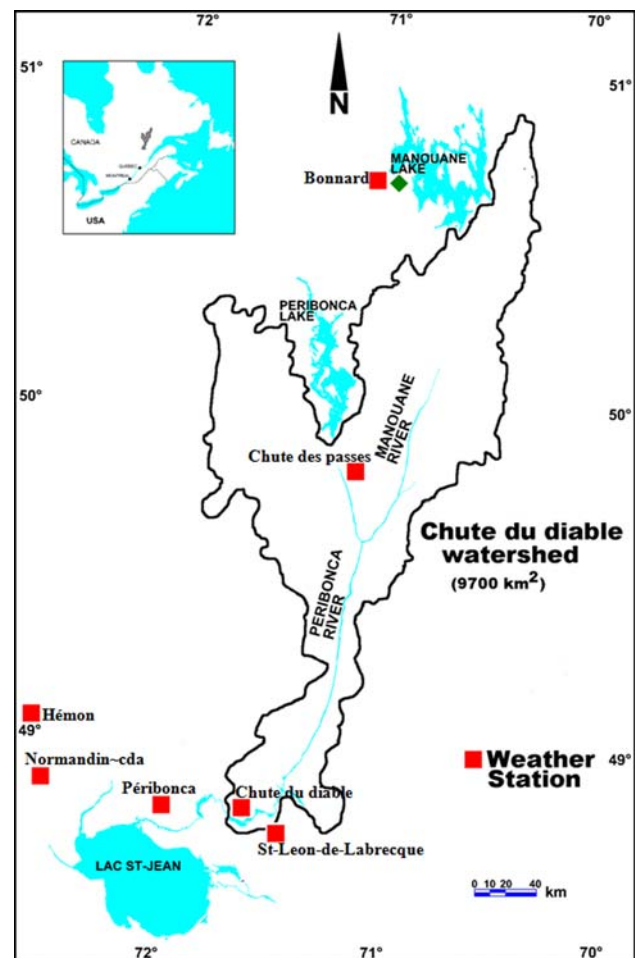 72°
71°
70°
51°
51°
N
CANADA
QUEBEC
MONTREAL
USA
MANOUANE
LAKE
Bonnard
PERIBONCA
LAKE
50°
50°
MANOUANE
RIVER
Chute des passes
Chute du diable
watershed
(9700 km²)
PERIBONCA
RIVER
Hémon
49°
49°
Normandin~cda
Weather
Station
Péribonca
Chute du diable
St-Leon-de-Labrecque
LAC ST-JEAN
0 10 20 40
km
72°
71°
70°